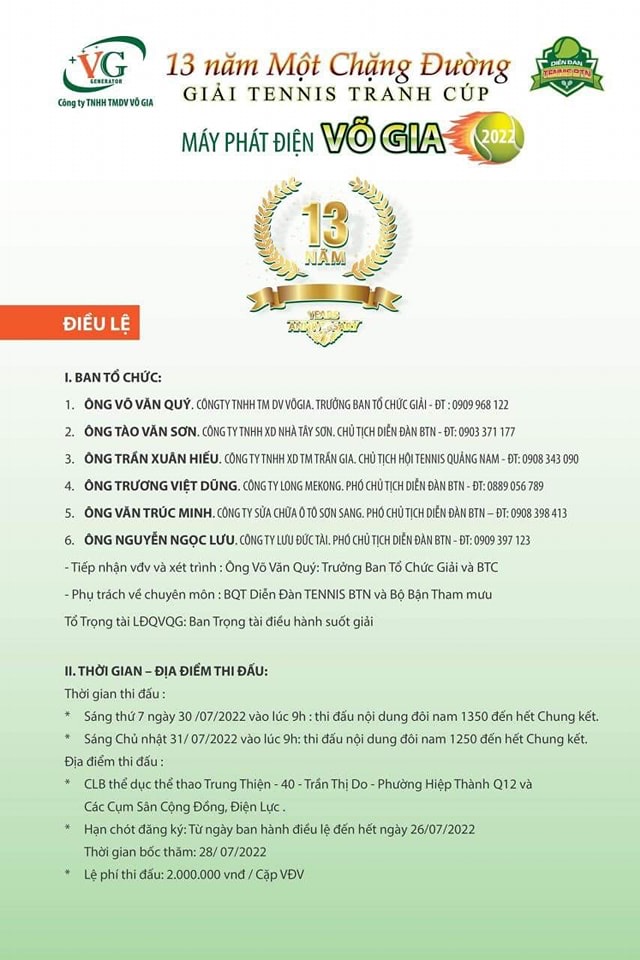 VG
GENERATOR
Công ty TNHH TMDV VÕ GIA
13 năm Một Chặng Đường
GIẢI TENNIS TRANH CÚP
MÁY PHÁT ĐIỆN VÕ GIA 2022
DIỄN ĐÀN
TENNIS BTN
13
NĂM
YEARS
ANNIVERSARY
ĐIỀU LỆ
I. BAN TỔ CHỨC:
1. ÔNG VÕ VĂN QUÝ. CÔNGTY TNHH TM DV VÕGIA. TRƯỞNG BAN TỔ CHỨC GIẢI - ĐT : 0909 968 122
2. ÔNG TÀO VĂN SƠN. CÔNG TY TNHH XD NHÀ TÂY SƠN. CHỦ TỊCH DIỄN ĐÀN BTN - ĐT: 0903 371 177
3. ÔNG TRẦN XUÂN HIẾU. CÔNG TY TNHH XD TM TRẦN GIA. CHỦ TỊCH HỘI TENNIS QUẢNG NAM - ĐT: 0908 343 090
4. ÔNG TRƯƠNG VIỆT DŨNG. CÔNG TY LONG MEKONG. PHÓ CHỦ TỊCH DIỄN ĐÀN BTN - ĐT: 0889 056 789
5. ÔNG VĂN TRÚC MINH. CÔNG TY SỬA CHỮA Ô TÔ SƠN SANG. PHÓ CHỦ TỊCH DIỄN ĐÀN BTN – ĐT: 0908 398 413
6. ÔNG NGUYỄN NGỌC LƯU. CÔNG TY LƯU ĐỨC TÀI. PHÓ CHỦ TỊCH DIỄN ĐÀN BTN - ĐT: 0909 397 123
- Tiếp nhận vđv và xét trình : Ông Võ Văn Quý: Trưởng Ban Tổ Chức Giải và BTC
- Phụ trách về chuyên môn : BQT Diễn Đàn TENNIS BTN và Bộ Bận Tham mưu
Tổ Trọng tài LĐQVQG: Ban Trọng tài điều hành suốt giải
II. THỜI GIAN – ĐỊA ĐIỂM THI ĐẤU:
Thời gian thi đấu :
* Sáng thứ 7 ngày 30 /07/2022 vào lúc 9h : thi đấu nội dung đôi nam 1350 đến hết Chung kết.
* Sáng Chủ nhật 31/ 07/2022 vào lúc 9h: thi đấu nội dung đôi nam 1250 đến hết Chung kết.
Địa điểm thi đấu :
* CLB thể dục thể thao Trung Thiện - 40 - Trần Thị Do - Phường Hiệp Thành Q12 và
Các Cụm Sân Cộng Đồng, Điện Lực .
* Hạn chót đăng ký: Từ ngày ban hành điều lệ đến hết ngày 26/07/2022
Thời gian bốc thăm: 28/ 07/2022
* Lệ phí thi đấu: 2.000.000 vnđ / Cặp VĐV